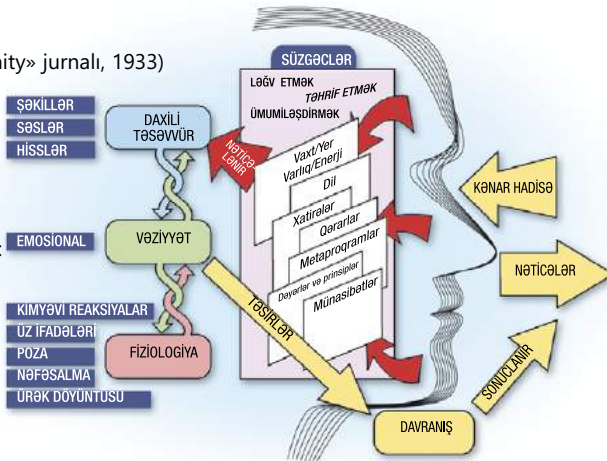 nity» jurnalı, 1933)
SÜZGƏCLƏR
LƏĞV ETMƏK
TƏHRİF ETMƏK
ÜMUMİLƏŞDİRMƏK
ŞƏKİLLƏR
SƏSLƏR
HİSSLƏR
DAXİLİ
TƏSƏVVÜR
NƏTİCƏ
LƏNİR
Vaxt/Yer
Varlıq/Enerji
Dil
Xatirələr
Qərarlar
Metaproqramlar
Dəyərlər və prinsiplər
Münasibətlər
KƏNAR HADİSƏ
EMOSİONAL
VƏZİYYƏT
NƏTİCƏLƏR
TƏSİRLƏR
KİMYƏVİ REAKSİYALAR
ÜZ İFADƏLƏRİ
POZA
NƏFƏSALMA
ÜRƏK DÖYÜNTÜSÜ
FİZİOLOGİYA
SONUCLANIR
DAVRANIŞ